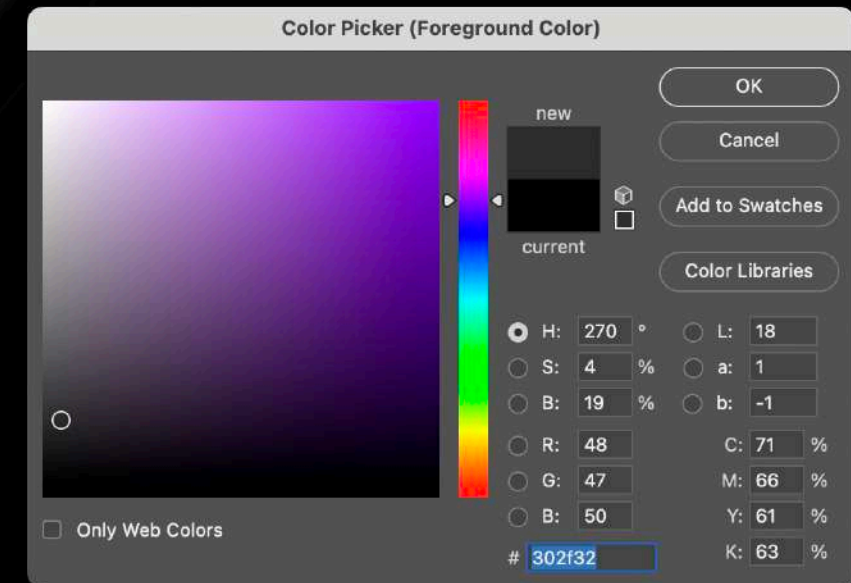 Color Picker (Foreground Color)
new
current
OK
Cancel
Add to Swatches
Color Libraries
H: 270 °
S: 4 %
B: 19 %
R: 48
G: 47
B: 50
# 302f32
L: 18
a: 1
b: -1
C: 71 %
M: 66 %
Y: 61 %
K: 63 %
Only Web Colors